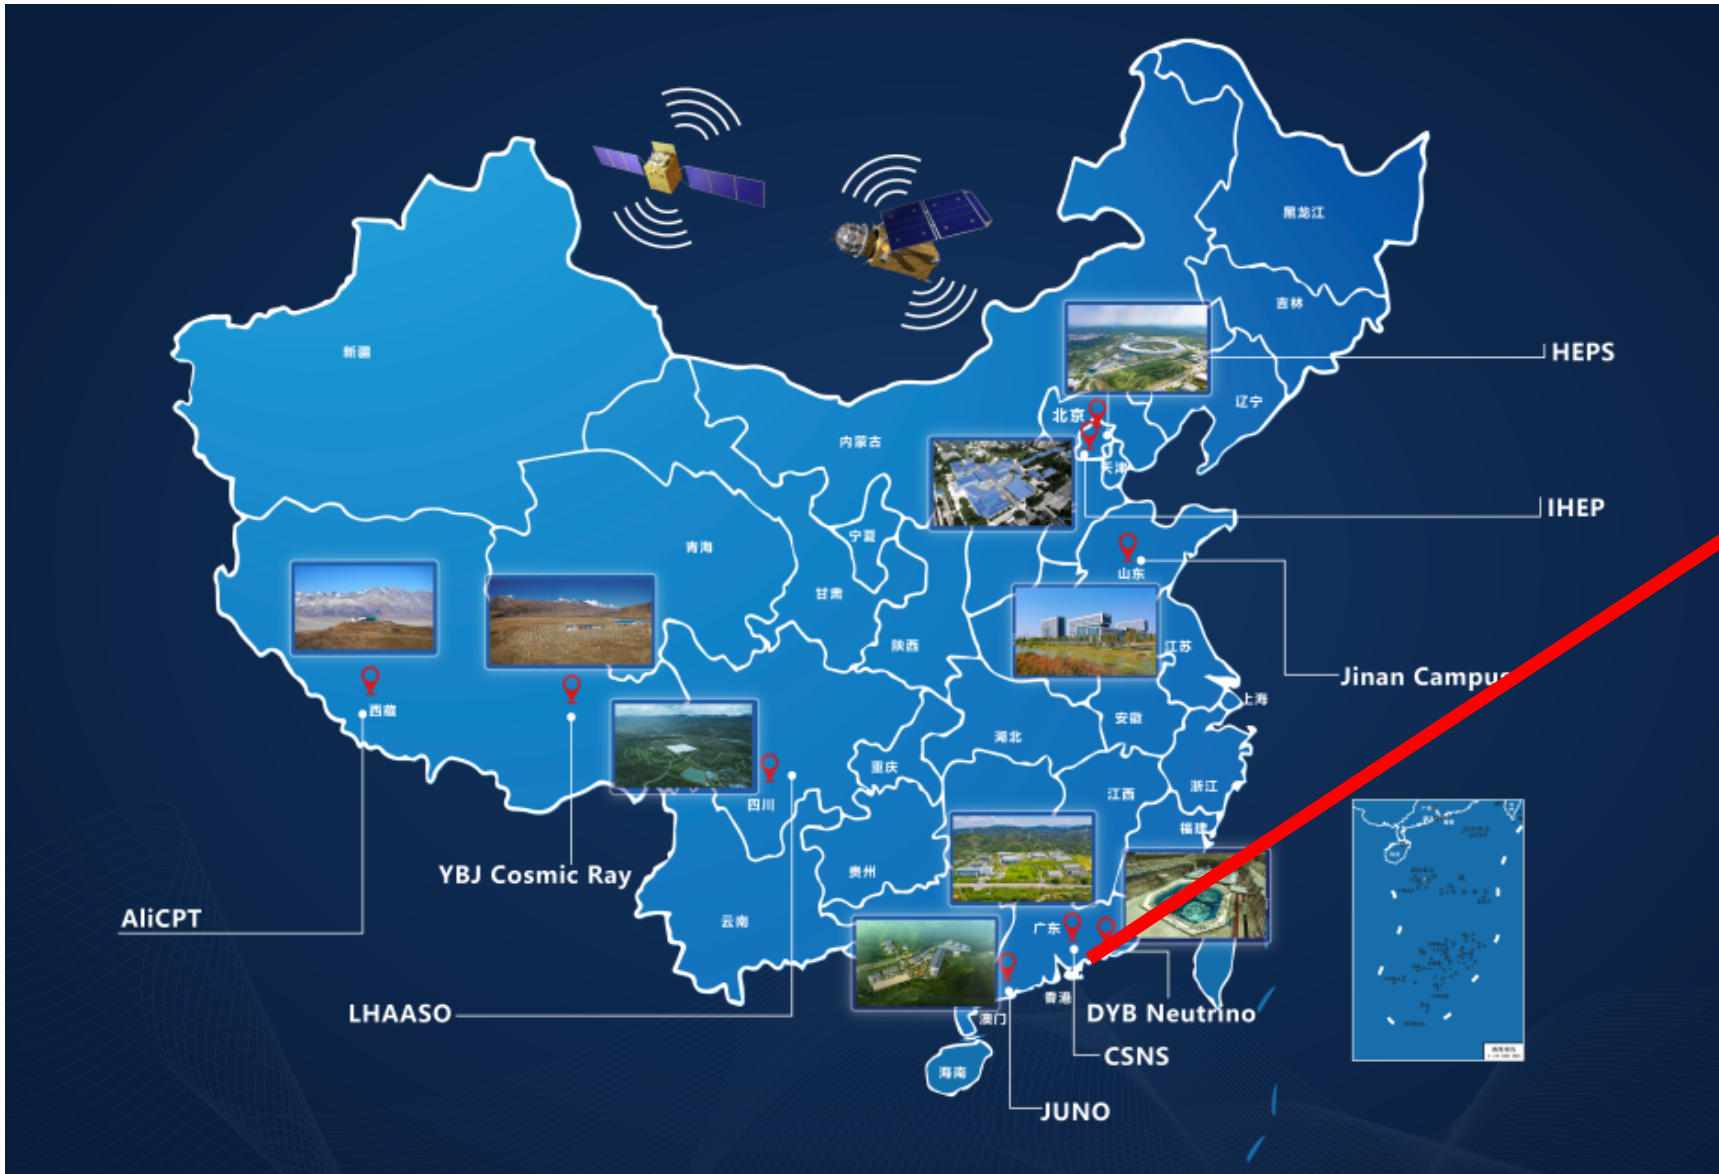 黑龙江
吉林
HEPS
新疆
辽宁
北京
内蒙古
天津
IHEP
宁夏
青海
山东
甘肃
陕西
江苏
Jinan Campus
西藏
上海
安徽
湖北
重庆
浙江
江西
四川
福建
YBJ Cosmic Ray
贵州
AliCPT
云南
广东
香港
LHAASO
澳门
DYB Neutrino
CSNS
海南
JUNO